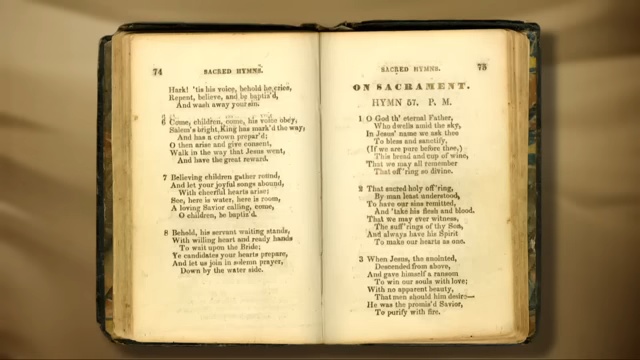 74 SACRED HYMNS.
Hark! 'tis his voice, behold he cries,
Repent, believe, and be baptis'd,
And wash away your sin.
6 Come, children, come, his voice obey,
Salem's bright King has mark'd the way;
And has a crown prepar'd;
O then arise and give consent,
Walk in the way that Jesus went,
And have the great reward.
7 Believing children gather round,
And let your joyful songs abound,
With cheerful hearts arise;
See, here is water, here is room,
A loving Savior calling, come,
O children, be baptis'd.
8 Behold, his servant waiting stands,
With willing heart and ready hands
To wait upon the Bride;
Ye candidates your hearts prepare,
And let us join in solemn prayer,
Down by the water side.
SACRED HYMNS. 75
ON SACRAMENT.
HYMN 57. P. M.
1 O God th' eternal Father,
Who dwells amid the sky,
In Jesus' name we ask thee
To bless and sanctify,
(If we are pure before thee,)
This bread and cup of wine,
That we may all remember
That off'ring so divine.
2 That sacred holy off'ring,
By man least understood,
To have our sins remitted,
And take his flesh and blood.
That we may ever witness,
The suff'rings of thy Son,
And always have his Spirit
To make our hearts as one.
3 When Jesus, the anointed,
Descended from above,
And gave himself a ransom
To win our souls with love;
With no apparent beauty,
That men should him desire—
He was the promis'd Savior,
To purify with fire.